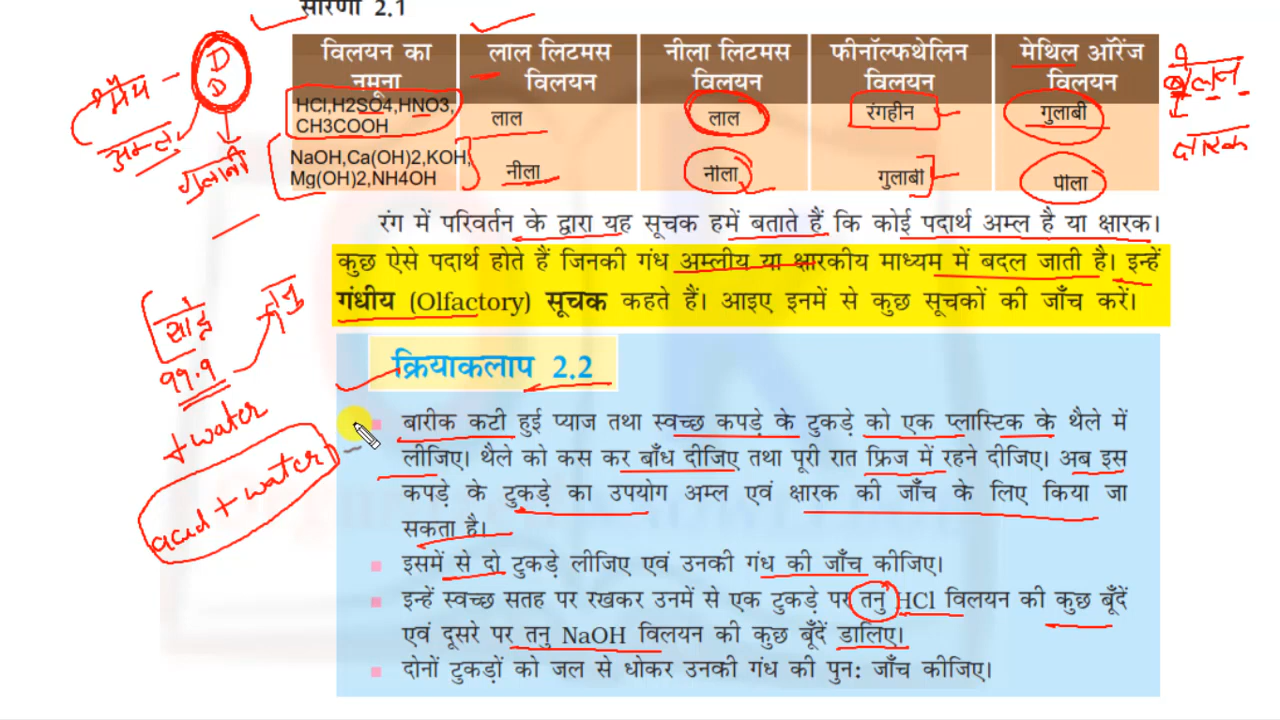 सारणी 2.1
विलयन का नमूना
लाल लिटमस विलयन
नीला लिटमस विलयन
फीनॉल्फथेलिन विलयन
मेथिल ऑरेंज विलयन
HCl,H2SO4,HNO3,
CH3COOH
लाल
लाल
रंगहीन
गुलाबी
NaOH,Ca(OH)2,KOH,
Mg(OH)2,NH4OH
नीला
नीला
गुलाबी
पीला
अम्ल
D
D
क्षारक
रंग में परिवर्तन के द्वारा यह सूचक हमें बताते हैं कि कोई पदार्थ अम्ल है या क्षारक।
कुछ ऐसे पदार्थ होते हैं जिनकी गंध अम्लीय या क्षारकीय माध्यम में बदल जाती है। इन्हें
गंधीय (Olfactory) सूचक कहते हैं। आइए इनमें से कुछ सूचकों की जाँच करें।
तनु
99.9
+ water
acid + water
क्रियाकलाप 2.2
बारीक कटी हुई प्याज तथा स्वच्छ कपड़े के टुकड़े को एक प्लास्टिक के थैले में
लीजिए। थैले को कस कर बाँध दीजिए तथा पूरी रात फ्रिज में रहने दीजिए। अब इस
कपड़े के टुकड़े का उपयोग अम्ल एवं क्षारक की जाँच के लिए किया जा
सकता है।
इसमें से दो टुकड़े लीजिए एवं उनकी गंध की जाँच कीजिए।
इन्हें स्वच्छ सतह पर रखकर उनमें से एक टुकड़े पर तनु HCl विलयन की कुछ बूँदें
एवं दूसरे पर तनु NaOH विलयन की कुछ बूँदें डालिए।
दोनों टुकड़ों को जल से धोकर उनकी गंध की पुन: जाँच कीजिए।